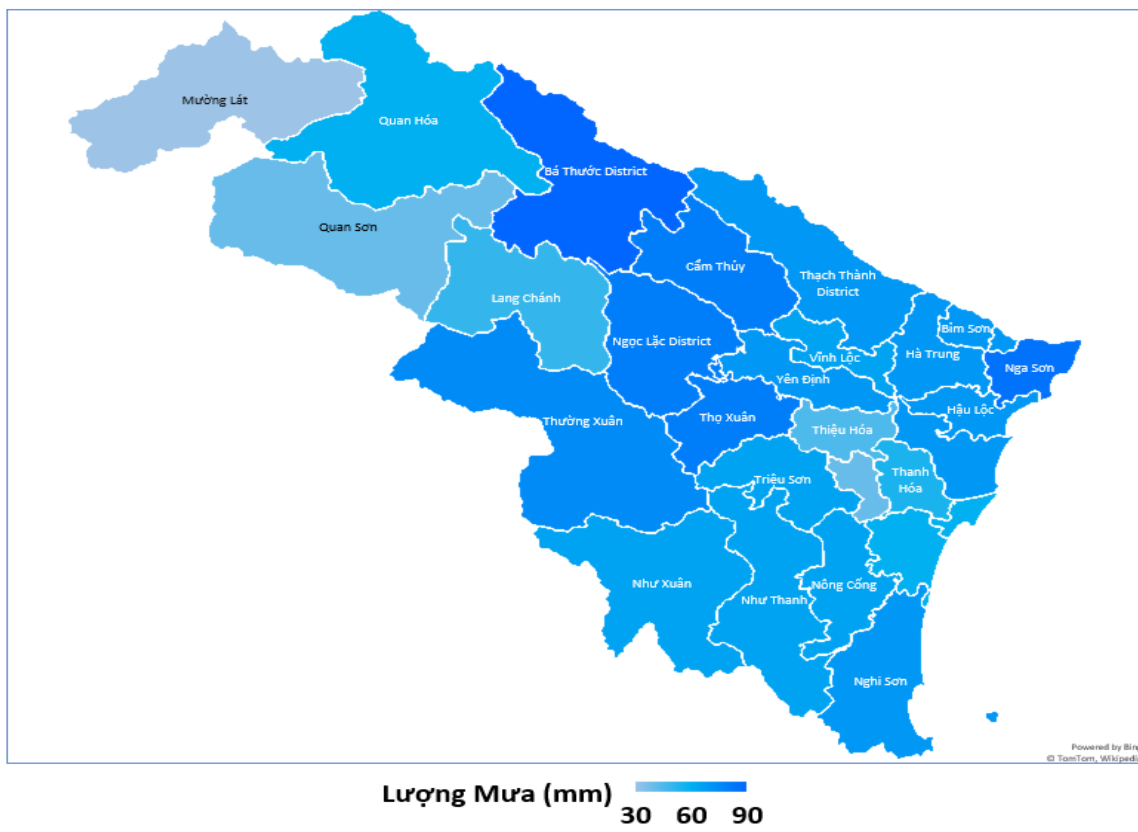 Mường Lát
Quan Hóa
Bá Thước District
Quan Sơn
Cẩm Thủy
Thạch Thành
District
Lang Chánh
Bỉm Sơn
Ngọc Lặc District
Vĩnh Lộc
Hà Trung
Nga Sơn
Yên Định
Thường Xuân
Thọ Xuân
Hậu Lộc
Thiệu Hóa
Triệu Sơn
Thanh
Hóa
Như Xuân
Như Thanh
Nông Cống
Nghi Sơn
Powered by Bing
© TomTom, Wikipedia
Lượng Mưa (mm)
30 60 90